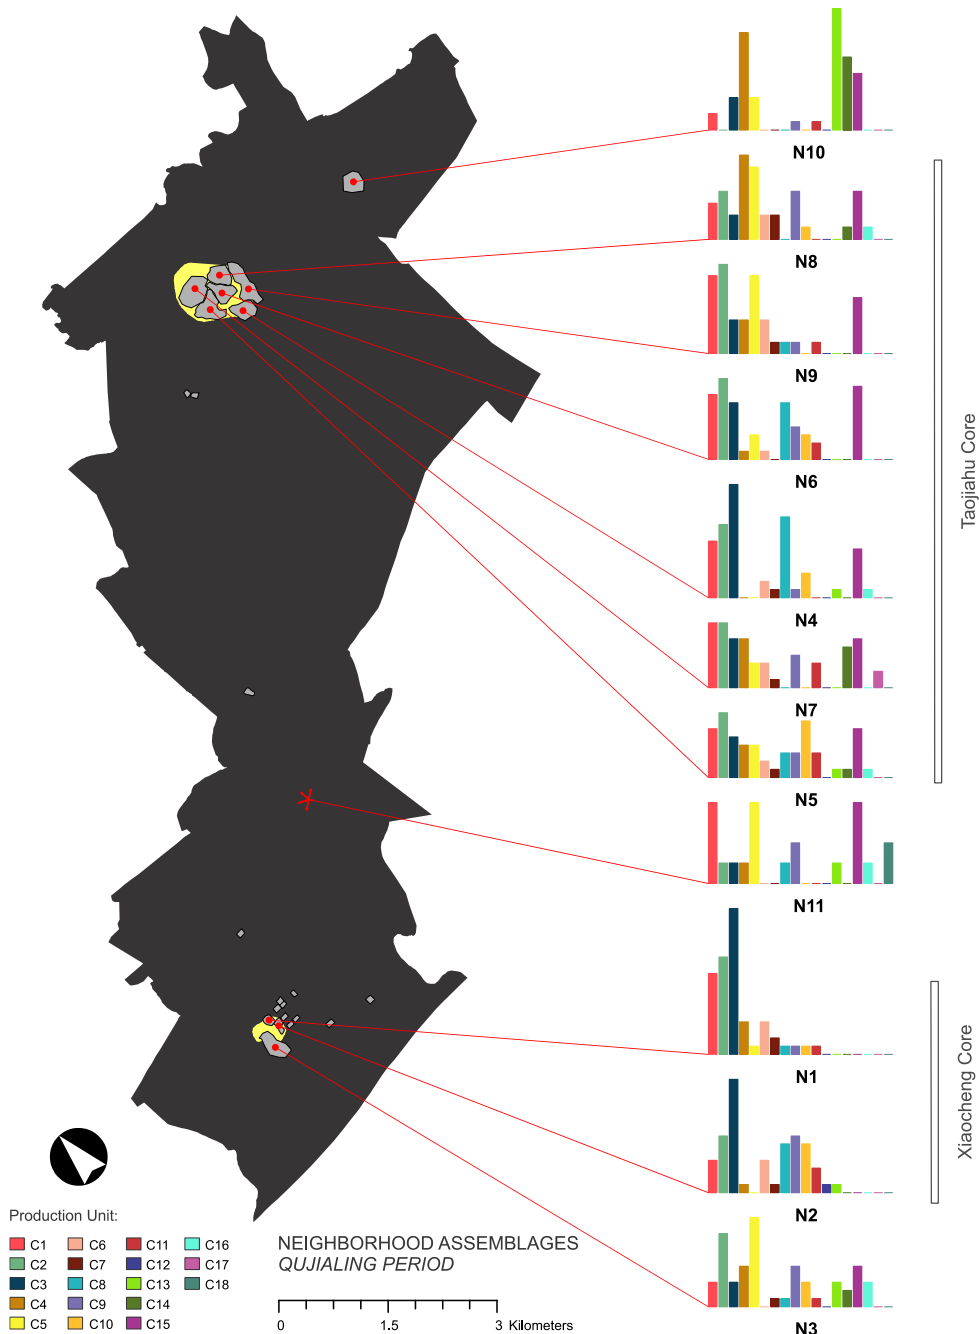 N10
N8
N9
N6
N4
N7
N5
N11
N1
N2
N3
Taojiahu Core
Xiaocheng Core
Production Unit:
C1 C6 C11 C16
C2 C7 C12 C17
C3 C8 C13 C18
C4 C9 C14
C5 C10 C15
NEIGHBORHOOD ASSEMBLAGES
QUJIALING PERIOD
0 1.5 3 Kilometers